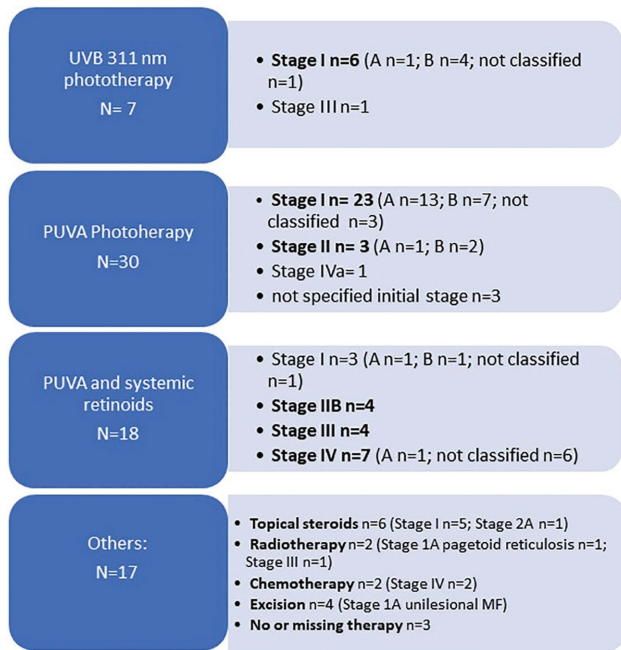 UVB 311 nm
phototherapy
N= 7
• Stage I n=6 (A n=1; B n=4; not classified
n=1)
• Stage III n=1
PUVA Photoherapy
N=30
• Stage I n= 23 (A n=13; B n=7; not
classified n=3)
• Stage II n= 3 (A n=1; B n=2)
• Stage IVa= 1
• not specified initial stage n=3
PUVA and systemic
retinoids
N=18
• Stage I n=3 (A n=1; B n=1; not classified
n=1)
• Stage IIB n=4
• Stage III n=4
• Stage IV n=7 (A n=1; not classified n=6)
Others:
N=17
• Topical steroids n=6 (Stage I n=5; Stage 2A n=1)
• Radiotherapy n=2 (Stage 1A pagetoid reticulosis n=1;
Stage III n=1)
• Chemotherapy n=2 (Stage IV n=2)
• Excision n=4 (Stage 1A unilesional MF)
• No or missing therapy n=3